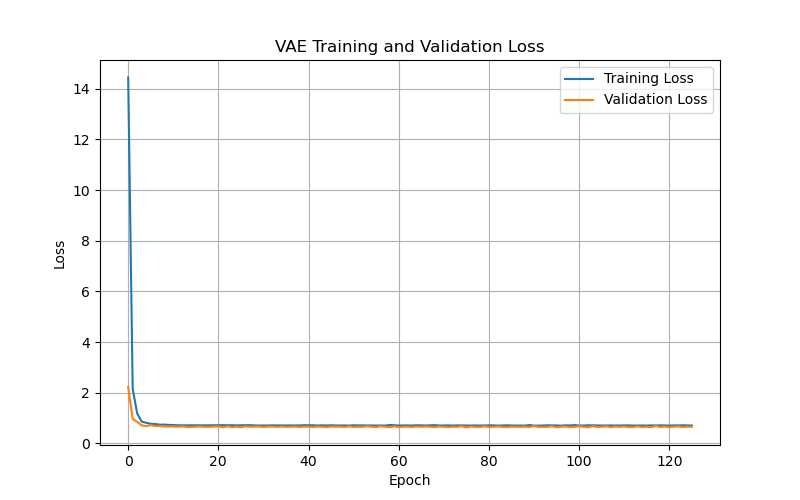 VAE Training and Validation Loss
Training Loss
Validation Loss
14
12
10
8
6
4
2
0
Loss
0 20 40 60 80 100 120
Epoch